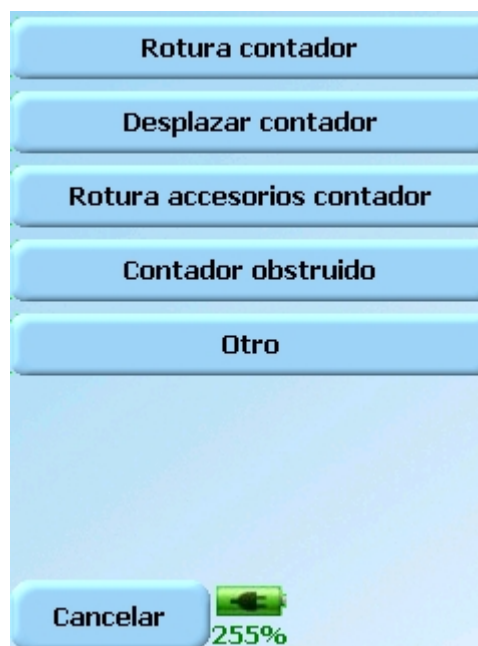 Rotura contador
Desplazar contador
Rotura accesorios contador
Contador obstruido
Otro
Cancelar
255%